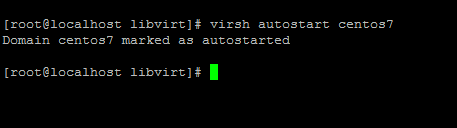 [root@localhost libvirt]# virsh autostart centos7
Domain centos7 marked as autostarted
[root@localhost libvirt]#